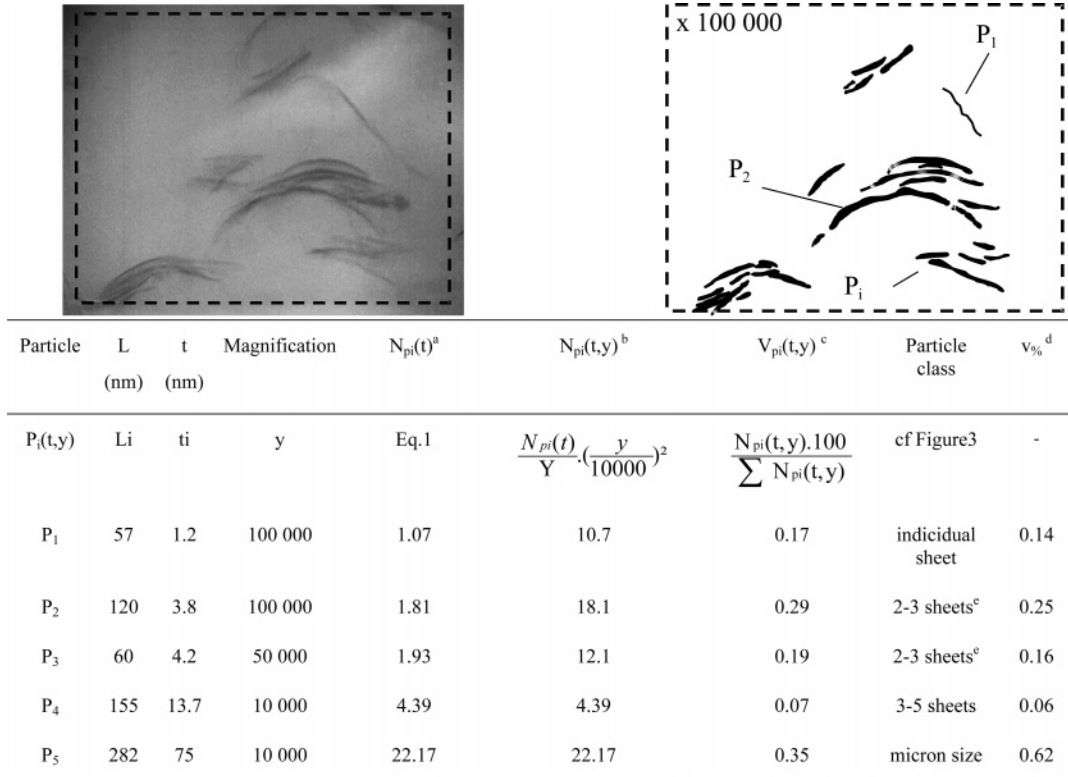 x 100 000
P1
P2
Pi
Particle L t Magnification Npi(t)a Npi(t,y) b Vpi(t,y) c Particle class v% d
(nm) (nm)
Pi(t,y) Li ti y Eq.1 Npi(t)/Y .(y/10000)² Npi(t,y).100/∑ Npi(t,y) cf Figure3 -
P1 57 1.2 100 000 1.07 10.7 0.17 indicidual sheet 0.14
P2 120 3.8 100 000 1.81 18.1 0.29 2-3 sheetse 0.25
P3 60 4.2 50 000 1.93 12.1 0.19 2-3 sheetse 0.16
P4 155 13.7 10 000 4.39 4.39 0.07 3-5 sheets 0.06
P5 282 75 10 000 22.17 22.17 0.35 micron size 0.62